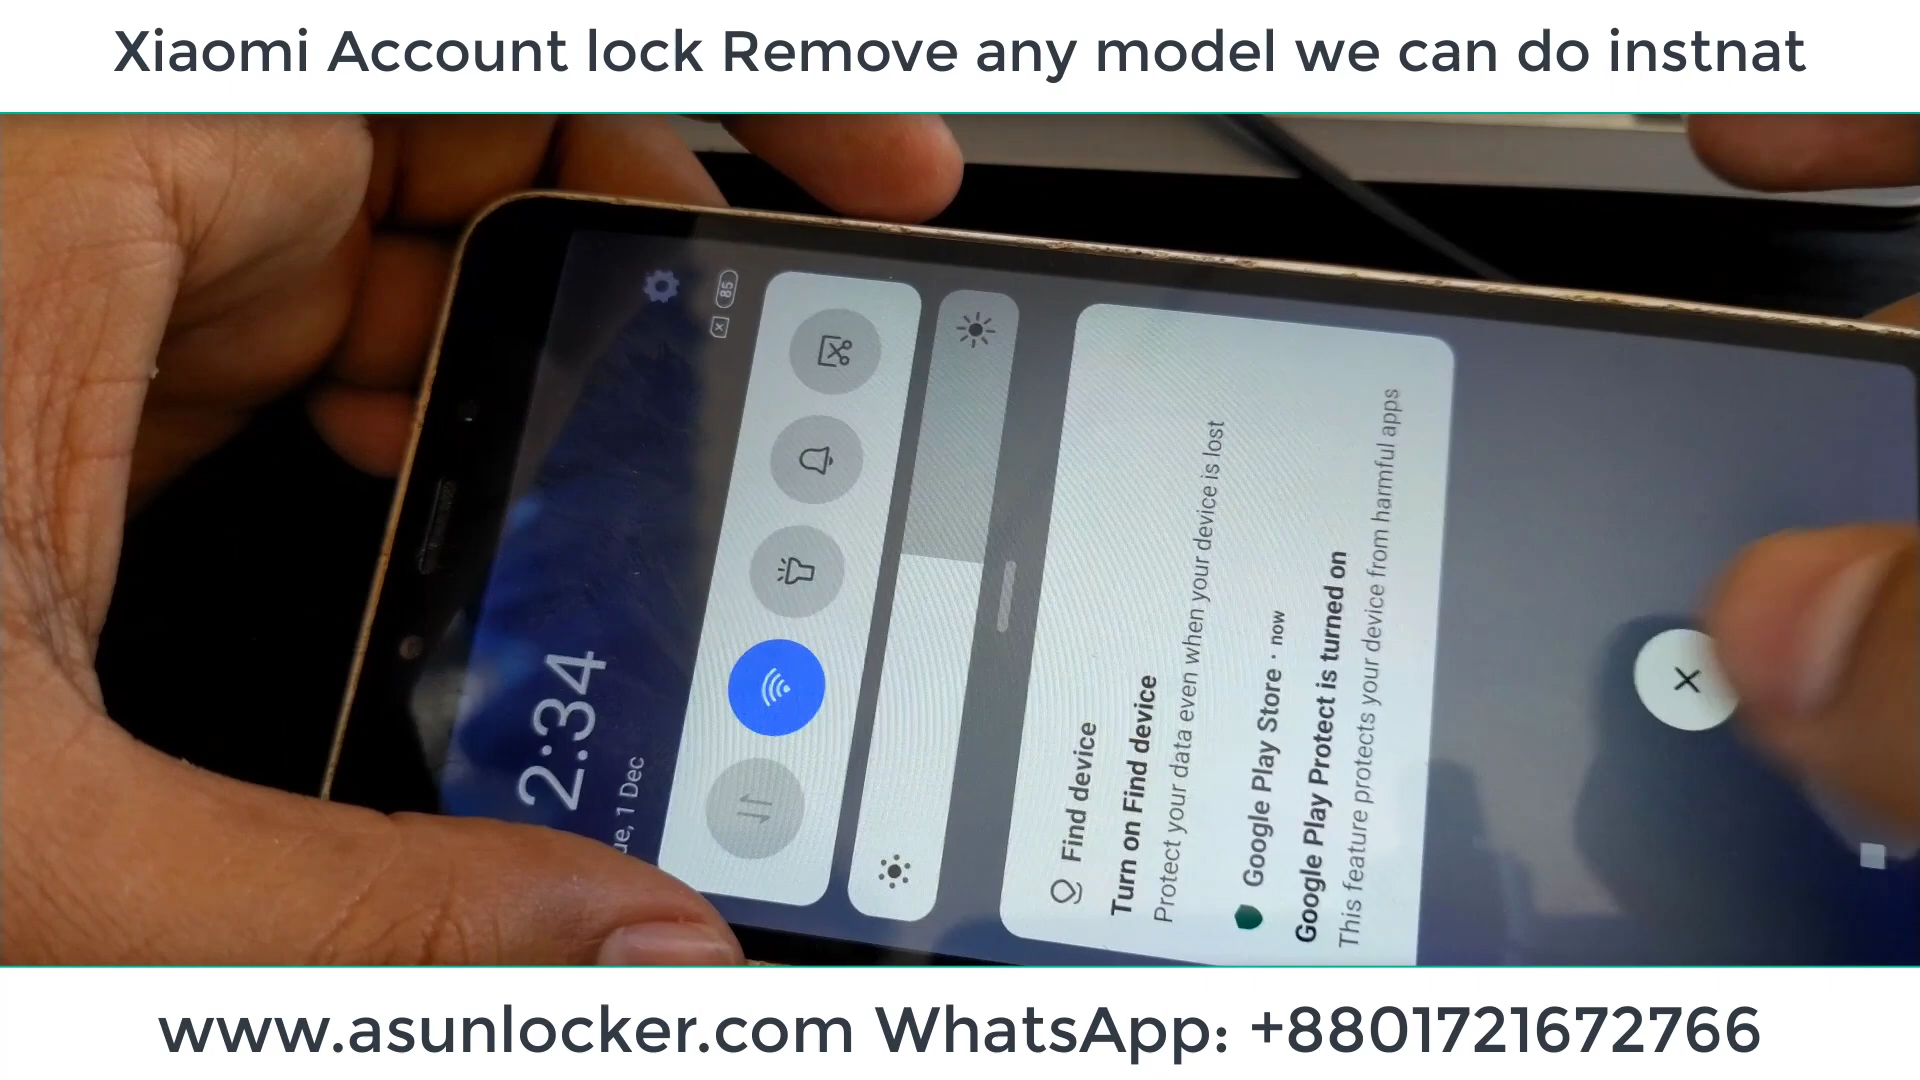 Xiaomi Account lock Remove any model we can do instnat
2:34
ue, 1 Dec
85
Find device
Turn on Find device
Protect your data even when your device is lost
Google Play Store · now
Google Play Protect is turned on
This feature protects your device from harmful apps
www.asunlocker.com WhatsApp: +8801721672766